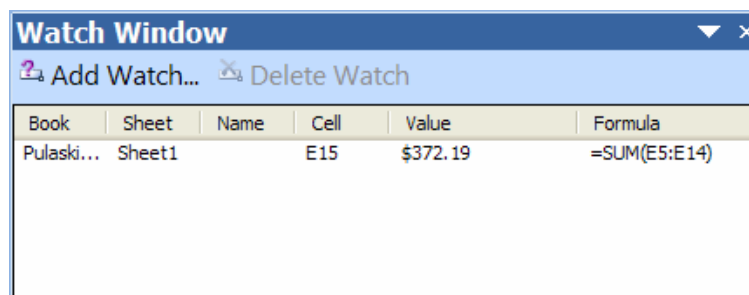 Watch Window
Add Watch... Delete Watch
Book Sheet Name Cell Value Formula
Pulaski... Sheet1 E15 $372.19 =SUM(E5:E14)